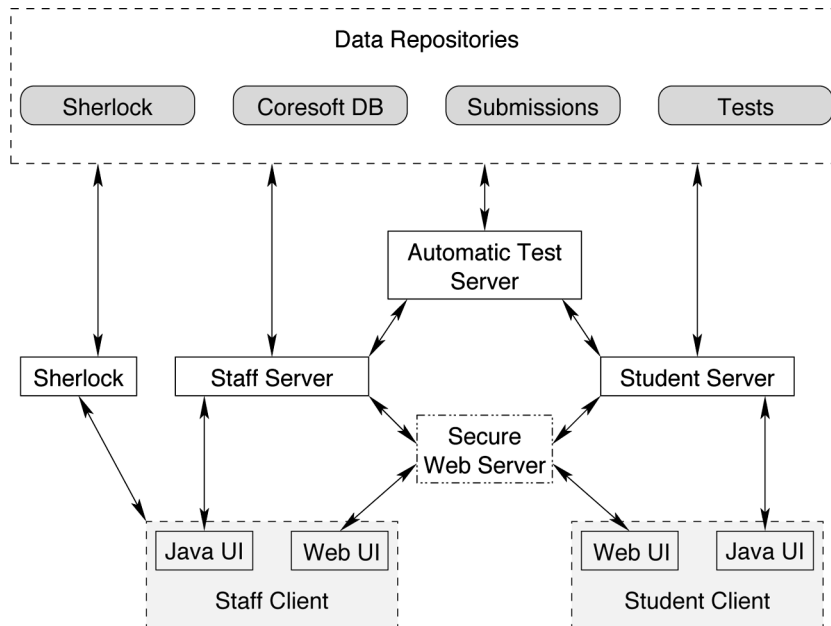 Data Repositories
Sherlock
Coresoft DB
Submissions
Tests
Automatic Test
Server
Sherlock
Staff Server
Student Server
Secure
Web Server
Java UI
Web UI
Web UI
Java UI
Staff Client
Student Client